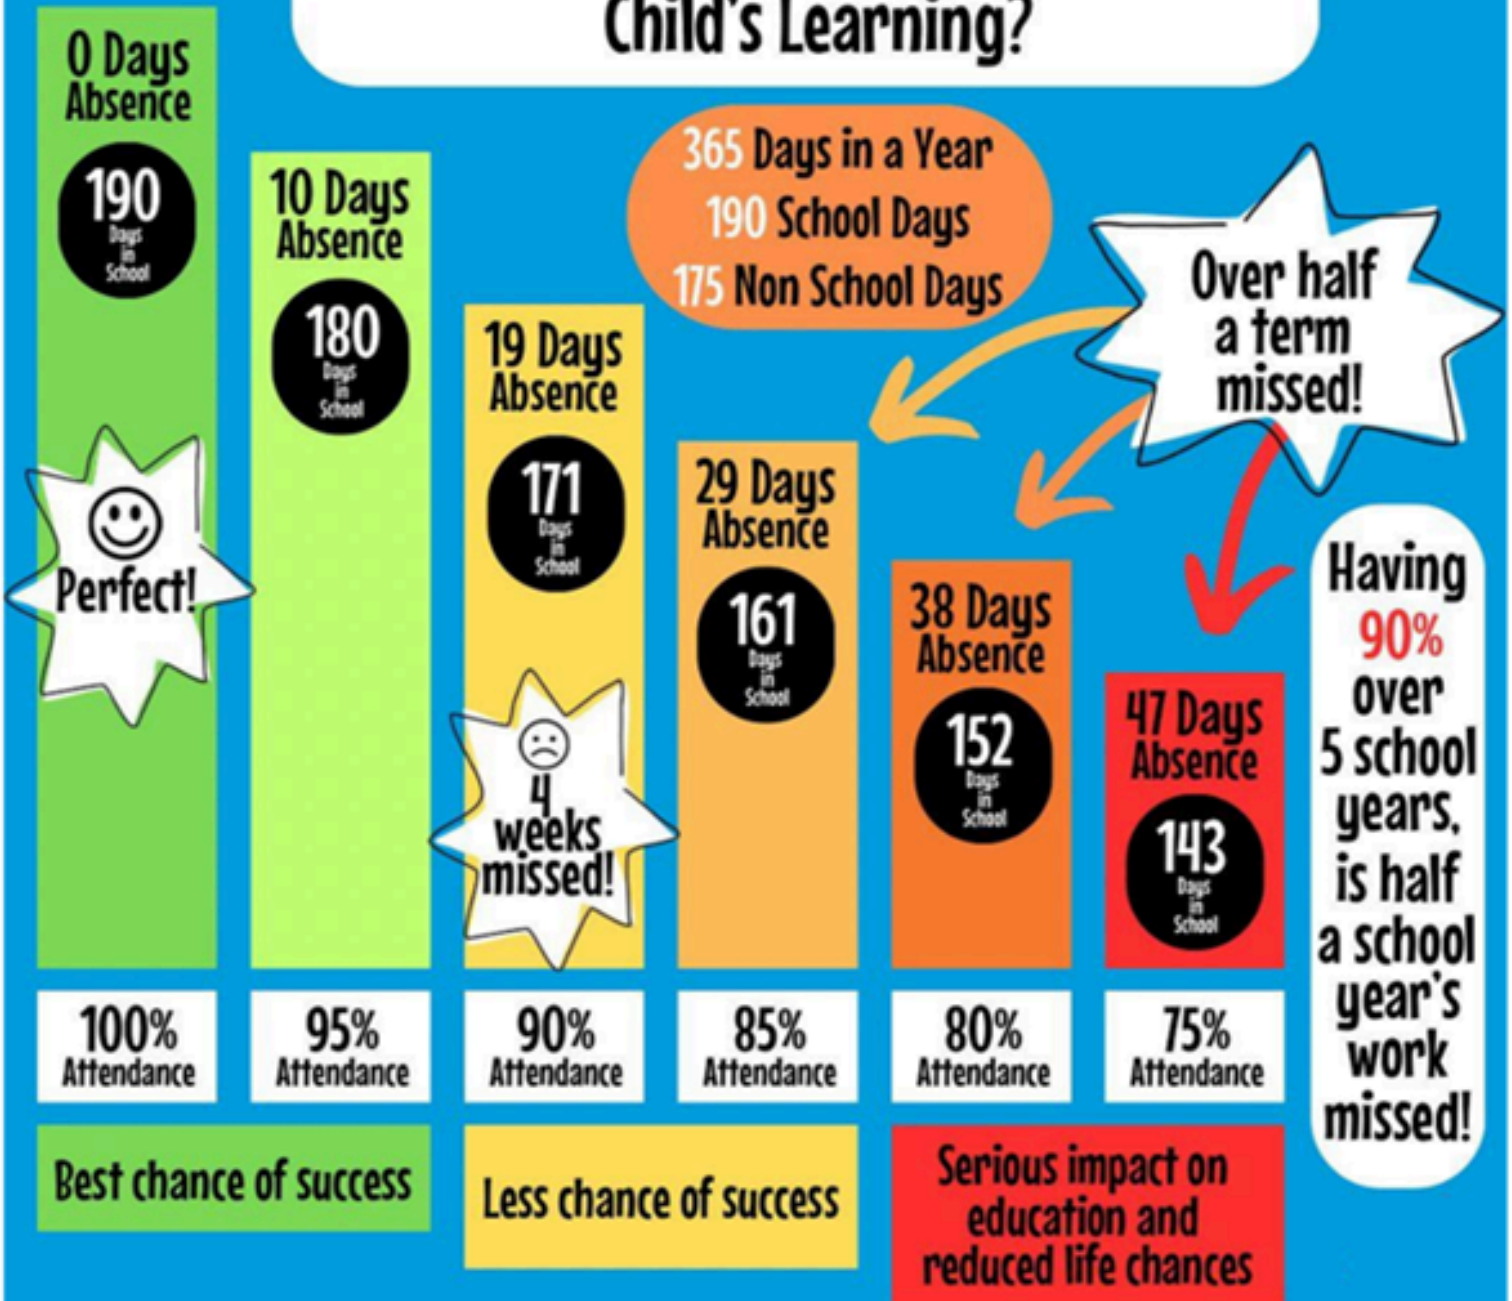 Child's Learning?
0 Days
Absence
190
Days
in
School
Perfect!
10 Days
Absence
180
Days
in
School
19 Days
Absence
171
Days
in
School
4
weeks
missed!
365 Days in a Year
190 School Days
175 Non School Days
Over half
a term
missed!
29 Days
Absence
161
Days
in
School
38 Days
Absence
152
Days
in
School
47 Days
Absence
143
Days
in
School
Having
90%
over
5 school
years,
is half
a school
year's
work
missed!
100%
Attendance
95%
Attendance
90%
Attendance
85%
Attendance
80%
Attendance
75%
Attendance
Best chance of success
Less chance of success
Serious impact on
education and
reduced life chances